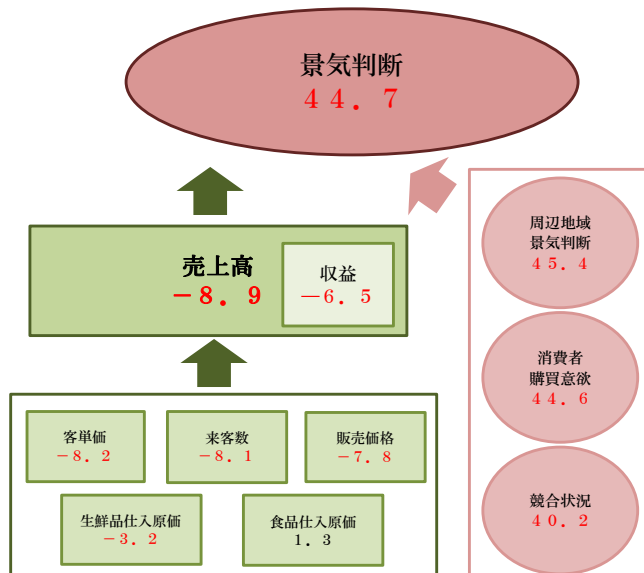 景気判断
４４．７
売上高
−８．９
収益
―６．５
客単価
−８．２
来客数
−８．１
販売価格
−７．８
生鮮品仕入原価
−３．２
食品仕入原価
１．３
周辺地域
景気判断
４５．４
消費者
購買意欲
４４．６
競合状況
４０．２